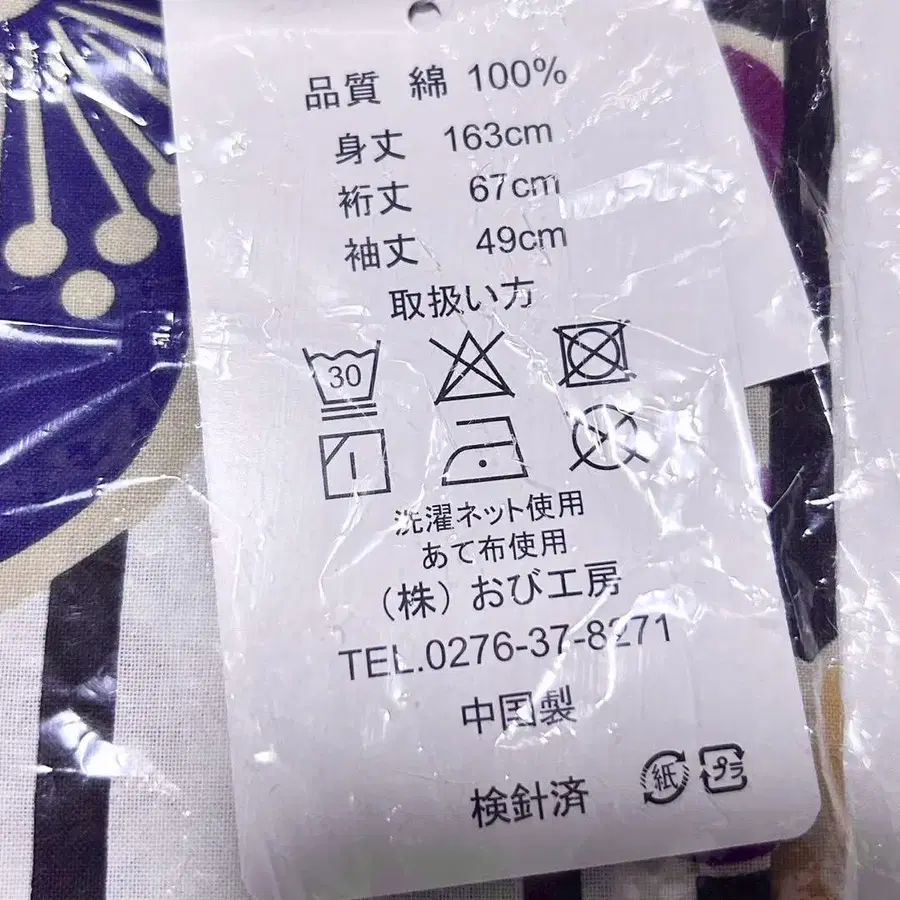 品質 綿 100%
身丈 163cm
裄丈 67cm
袖丈 49cm
取扱い方
30
洗濯ネット使用
あて布使用
（株）おび工房
TEL.0276-37-8271
中国製
検針済
紙 プラ